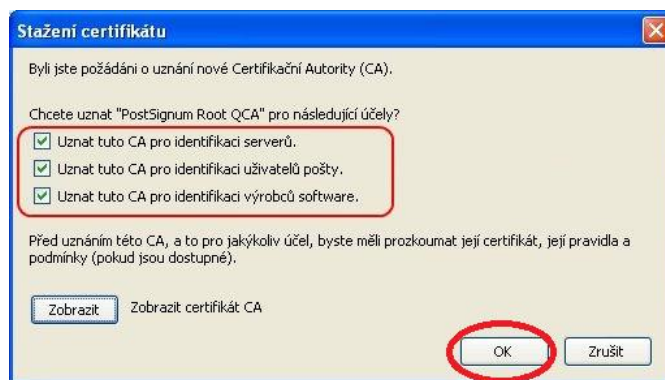 Stažení certifikátu
Byli jste požádáni o uznání nové Certifikační Autority (CA).
Chcete uznat "PostSignum Root QCA" pro následující účely?
Uznat tuto CA pro identifikaci serverů.
Uznat tuto CA pro identifikaci uživatelů pošty.
Uznat tuto CA pro identifikaci výrobců software.
Před uznáním této CA, a to pro jakýkoliv účel, byste měli prozkoumat její certifikát, její pravidla a
podmínky (pokud jsou dostupné).
Zobrazit Zobrazit certifikát CA
OK Zrušit